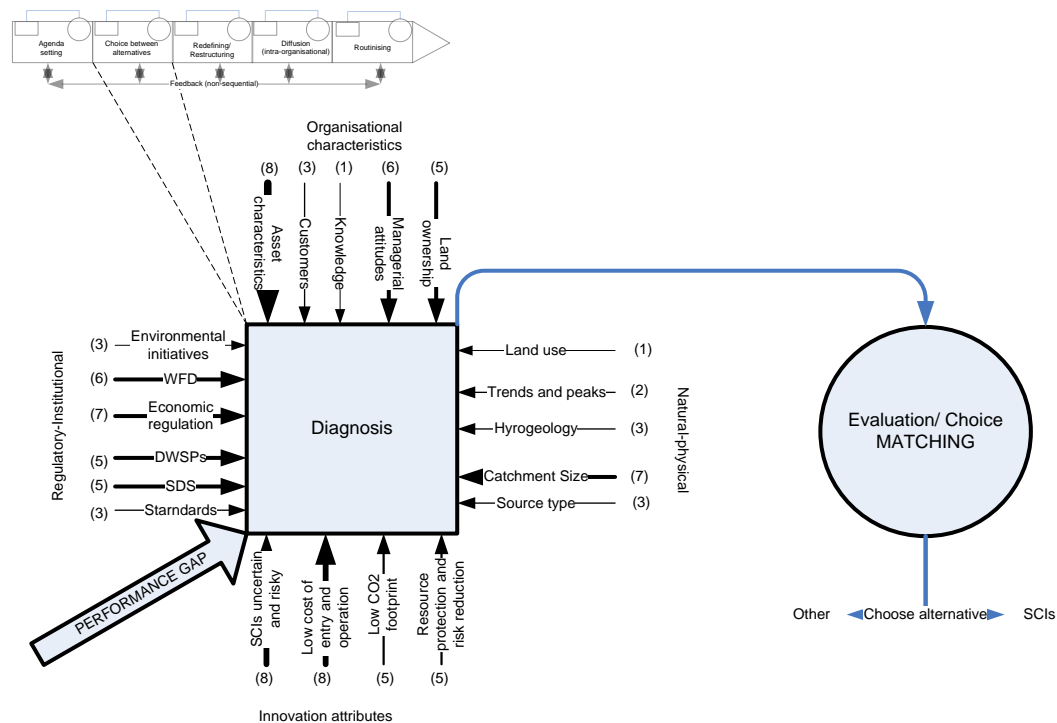 Agenda
setting
Choice between
alternatives
Redefining/
Restructuring
Diffusion
(intra-organisational)
Routinising
Feedback (non-sequential)
Organisational
characteristics
(8)
(3)
(1)
(6)
(5)
Asset
characteristics
Customers
Knowledge
Managerial
attitudes
Land
ownership
Regulatory-Institutional
(3)
Environmental
initiatives
(6)
WFD
(7)
Economic
regulation
(5)
DWSPs
(5)
SDS
(3)
Starndards
Diagnosis
Land use
(1)
Trends and peaks
(2)
Hyrogeology
(3)
Catchment Size
(7)
Source type
(3)
Natural-physical
PERFORMANCE GAP
SCIs uncertain
and risky
Low cost of
entry and
operation
Low CO2
footprint
Resource
protection and
risk reduction
(8)
(8)
(5)
(5)
Innovation attributes
Evaluation/ Choice
MATCHING
Other
Choose alternative
SCIs